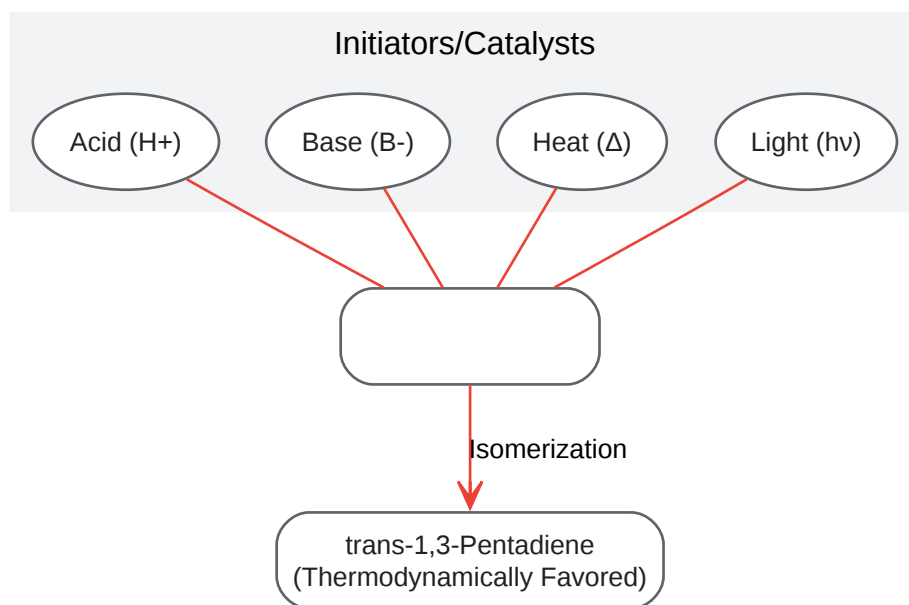 Initiators/Catalysts
Acid (H+)
Base (B-)
Heat (Δ)
Light (hν)
Isomerization
trans-1,3-Pentadiene
(Thermodynamically Favored)